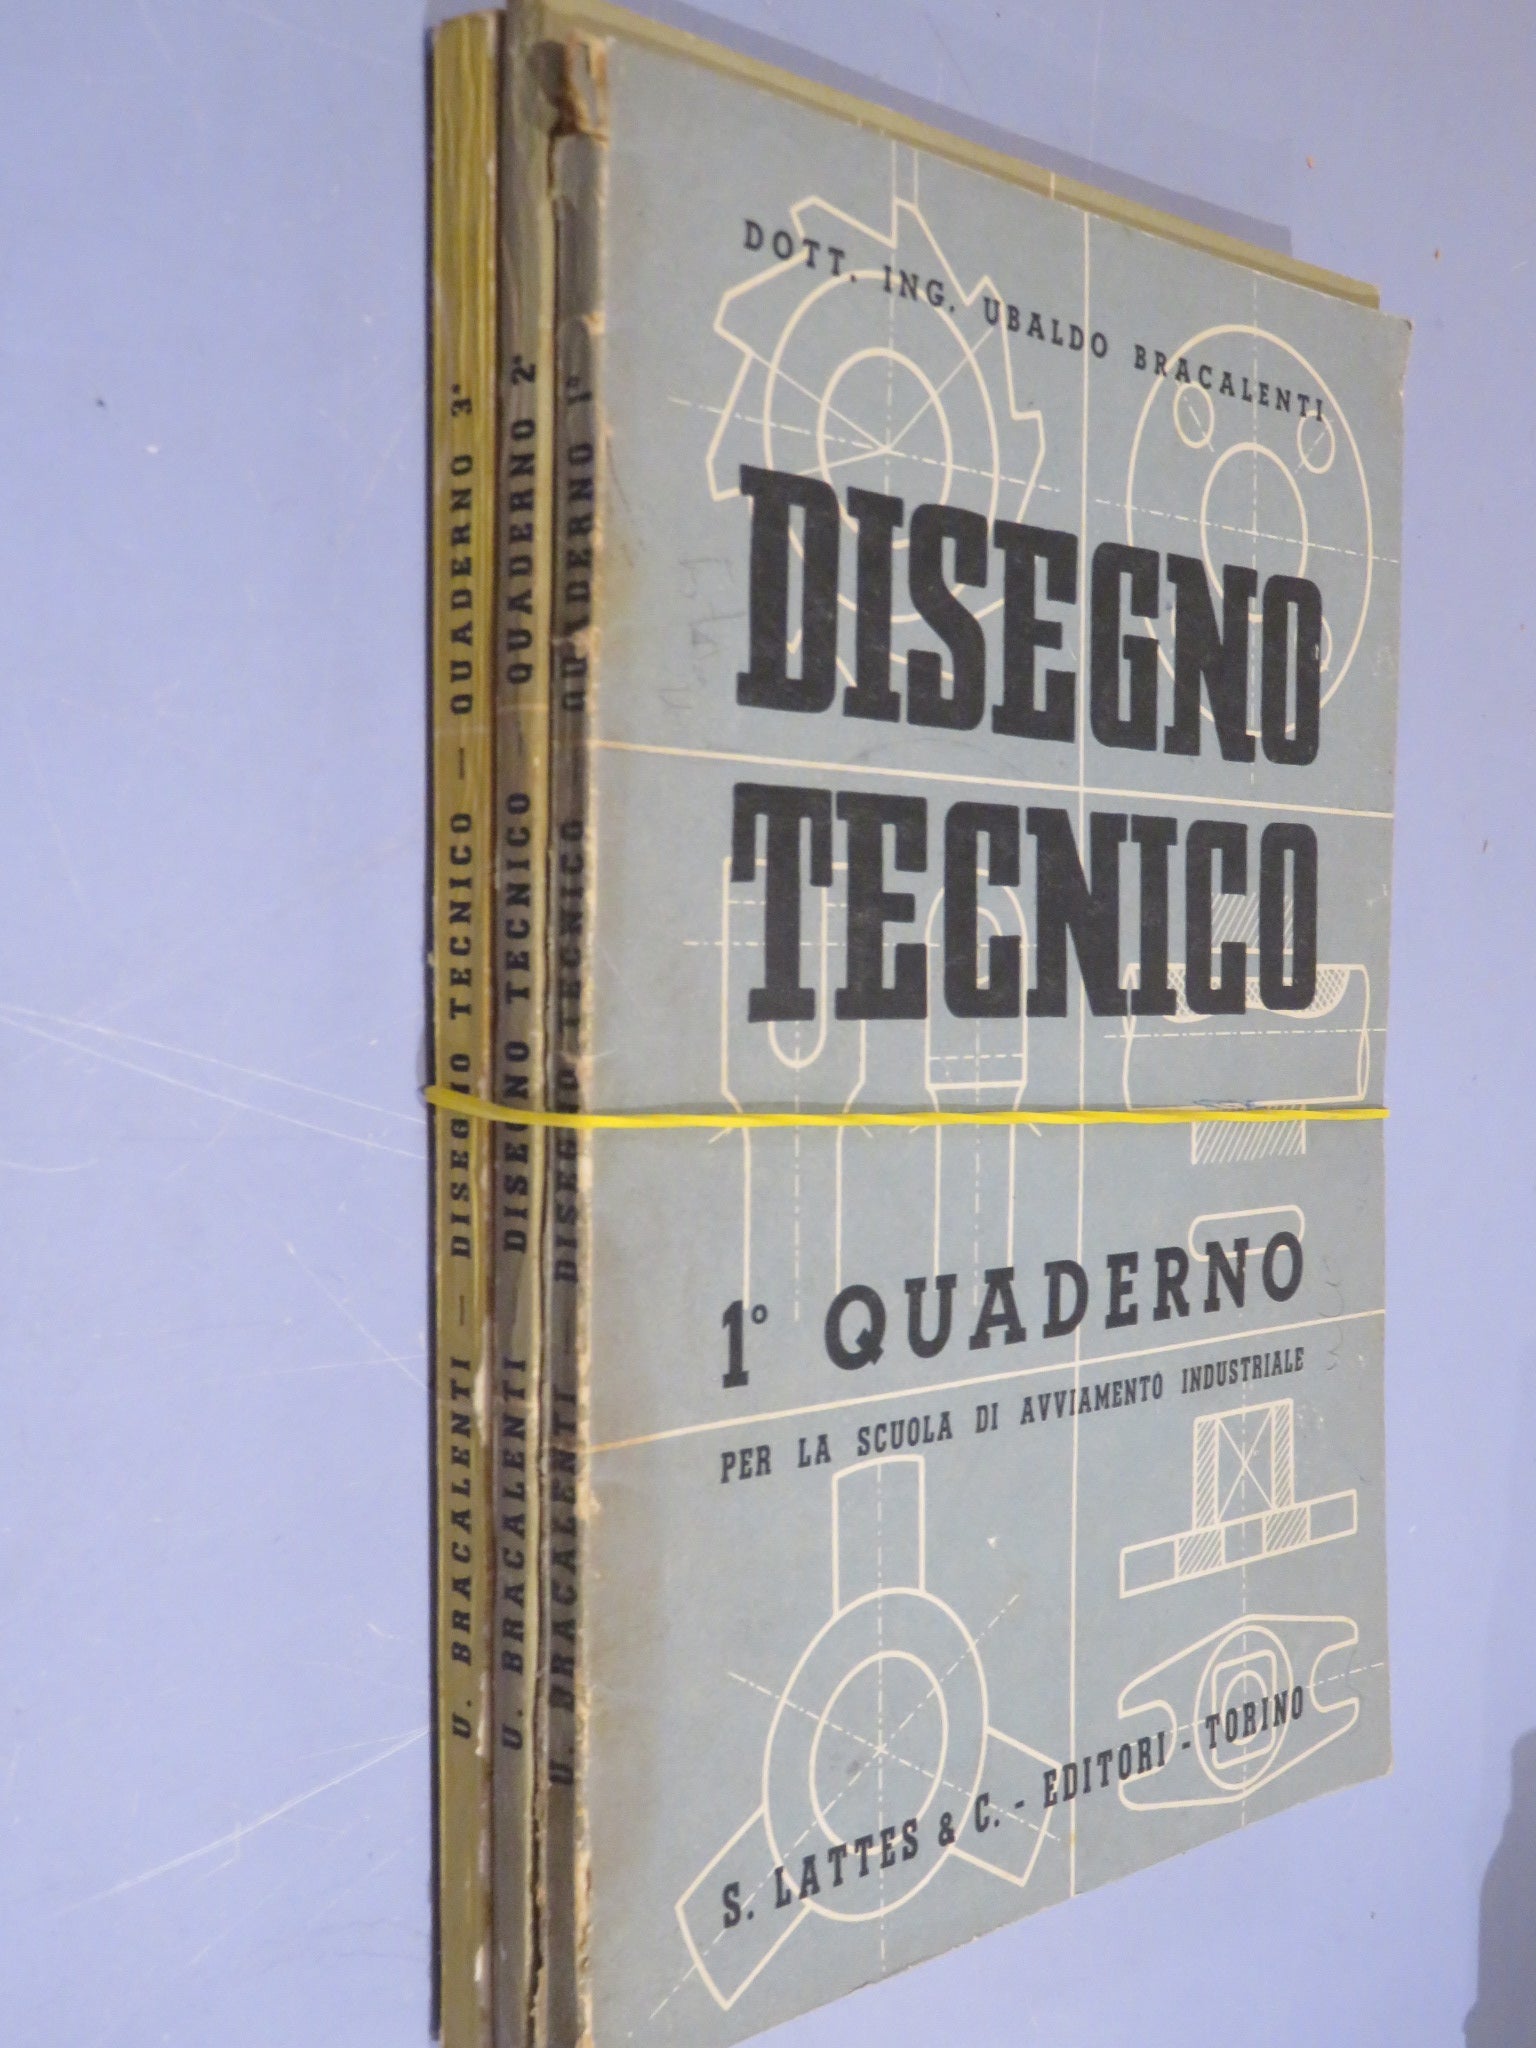 DOTT. ING. UBALDO BRACALENTI
DISEGNO
TECNICO
1° QUADERNO
PER LA SCUOLA DI AVVIAMENTO INDUSTRIALE
S. LATTES & C. - EDITORI - TORINO
U. BRACALENTI — DISEGNO TECNICO — QUADERNO 3°
U. BRACALENTI — DISEGNO TECNICO — QUADERNO 2°
U. BRACALENTI — DISEGNO TECNICO — QUADERNO 1°